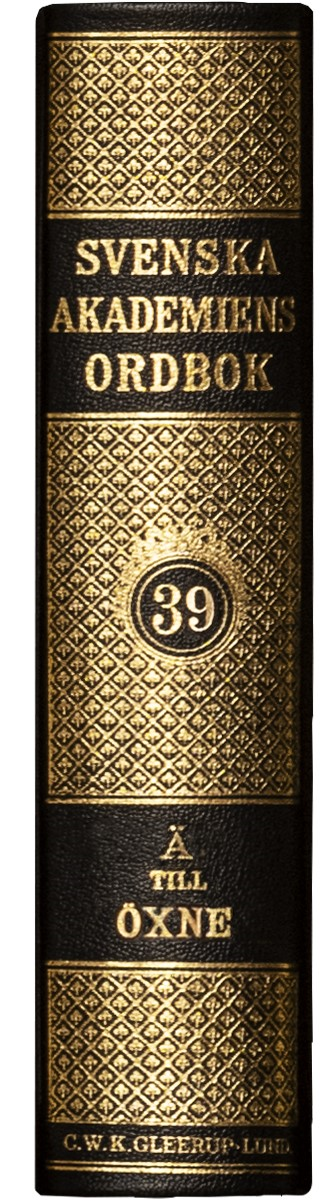 SVENSKA
AKADEMIENS
ORDBOK
39
Ä
TILL
ÖXNE
C.W.K. GLEERUP · LUND